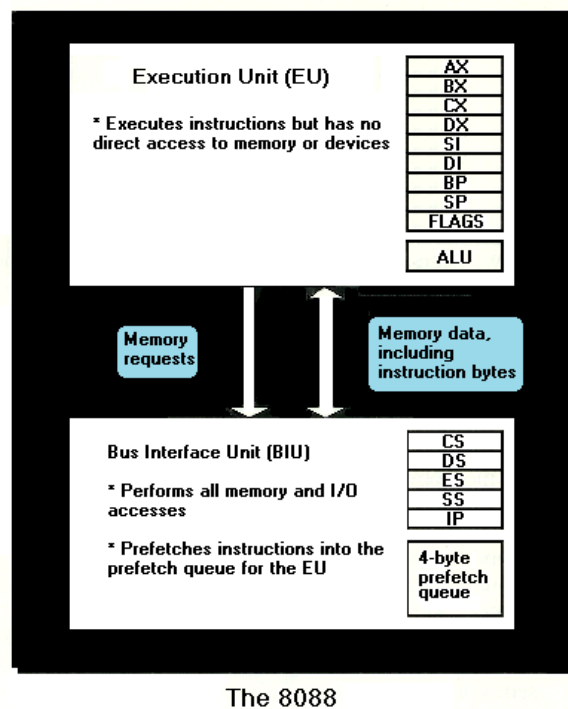 Execution Unit (EU)
* Executes instructions but has no
direct access to memory or devices
AX
BX
CX
DX
SI
DI
BP
SP
FLAGS
ALU
Memory
requests
Memory data,
including
instruction bytes
Bus Interface Unit (BIU)
* Performs all memory and I/O
accesses
* Prefetches instructions into the
prefetch queue for the EU
CS
DS
ES
SS
IP
4-byte
prefetch
queue
The 8088